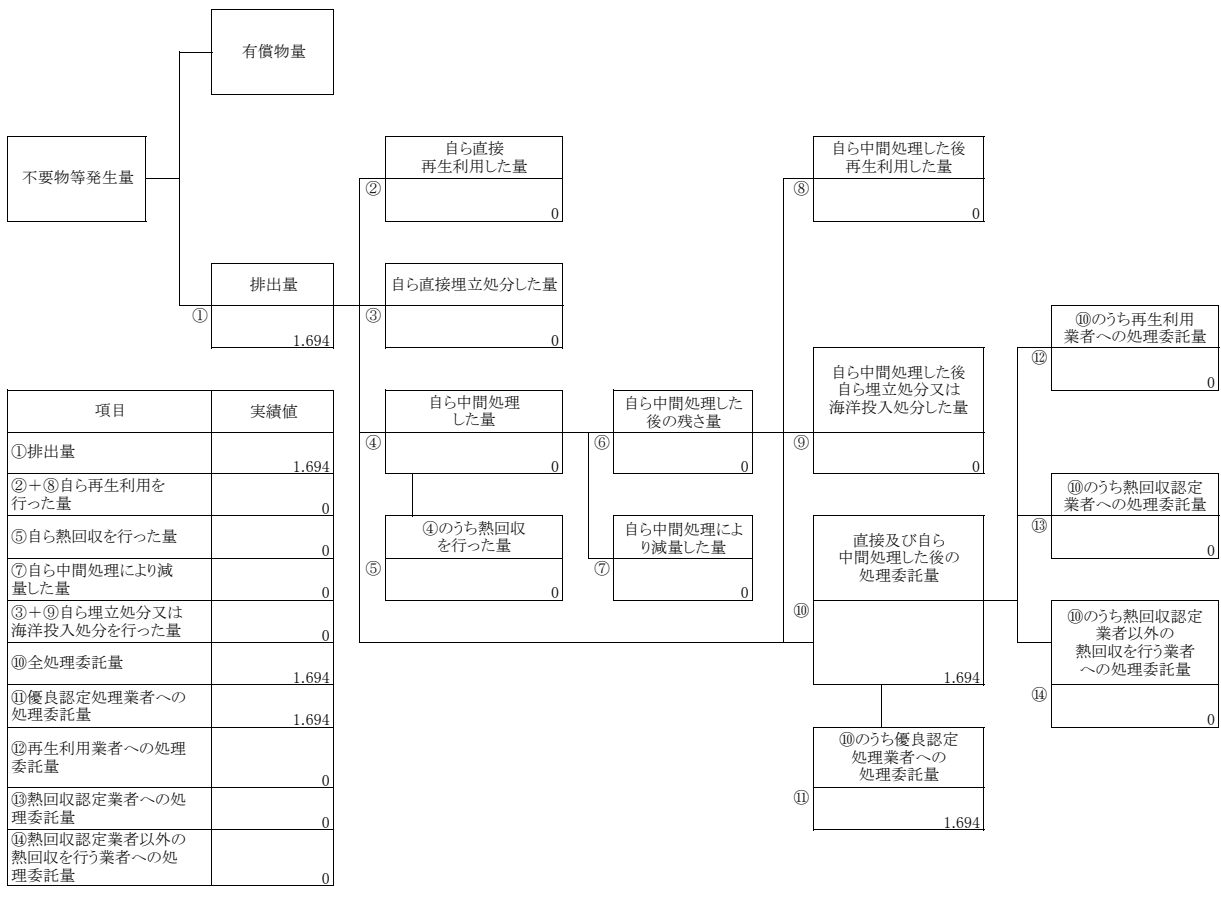 有償物量
不要物等発生量
自ら直接
再生利用した量
②
0
自ら中間処理した後
再生利用した量
⑧
0
排出量
①
1.694
自ら直接埋立処分した量
③
0
⑩のうち再生利用
業者への処理委託量
⑫
0
自ら中間処理
した量
④
0
自ら中間処理した
後の残さ量
⑥
0
自ら中間処理した後
自ら埋立処分又は
海洋投入処分した量
⑨
0
⑩のうち熱回収認定
業者への処理委託量
⑬
0
④のうち熱回収
を行った量
⑤
0
自ら中間処理によ
り減量した量
⑦
0
直接及び自ら
中間処理した後の
処理委託量
⑩
1.694
⑩のうち熱回収認定
業者以外の
熱回収を行う業者
への処理委託量
⑭
0
⑩のうち優良認定
処理業者への
処理委託量
⑪
1.694
項目 実績値
①排出量
1.694
②＋⑧自ら再生利用を
行った量
0
⑤自ら熱回収を行った量
0
⑦自ら中間処理により減
量した量
0
③＋⑨自ら埋立処分又は
海洋投入処分を行った量
0
⑩全処理委託量
1.694
⑪優良認定処理業者への
処理委託量
1.694
⑫再生利用業者への処理
委託量
0
⑬熱回収認定業者への処
理委託量
0
⑭熱回収認定業者以外の
熱回収を行う業者への処
理委託量
0